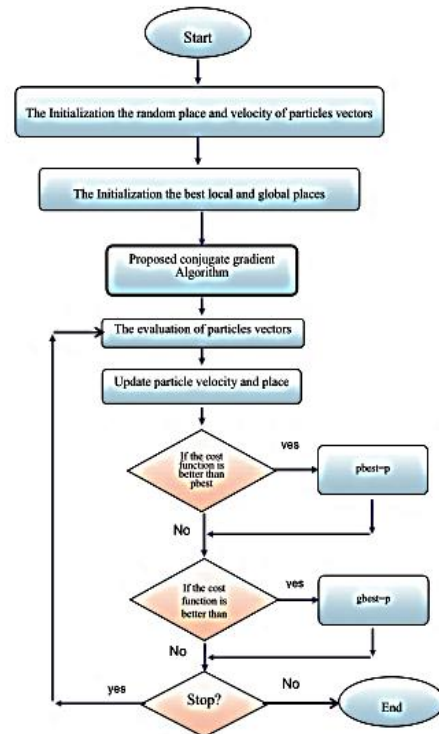 Start
The Initialization the random place and velocity of particles vectors
The Initialization the best local and global places
Proposed conjugate gradient
Algorithm
The evaluation of particles vectors
Update particle velocity and place
If the cost
function is
better than
pbest
yes
pbest=p
No
If the cost
function is
better than
yes
gbest=p
No
Stop?
yes
No
End